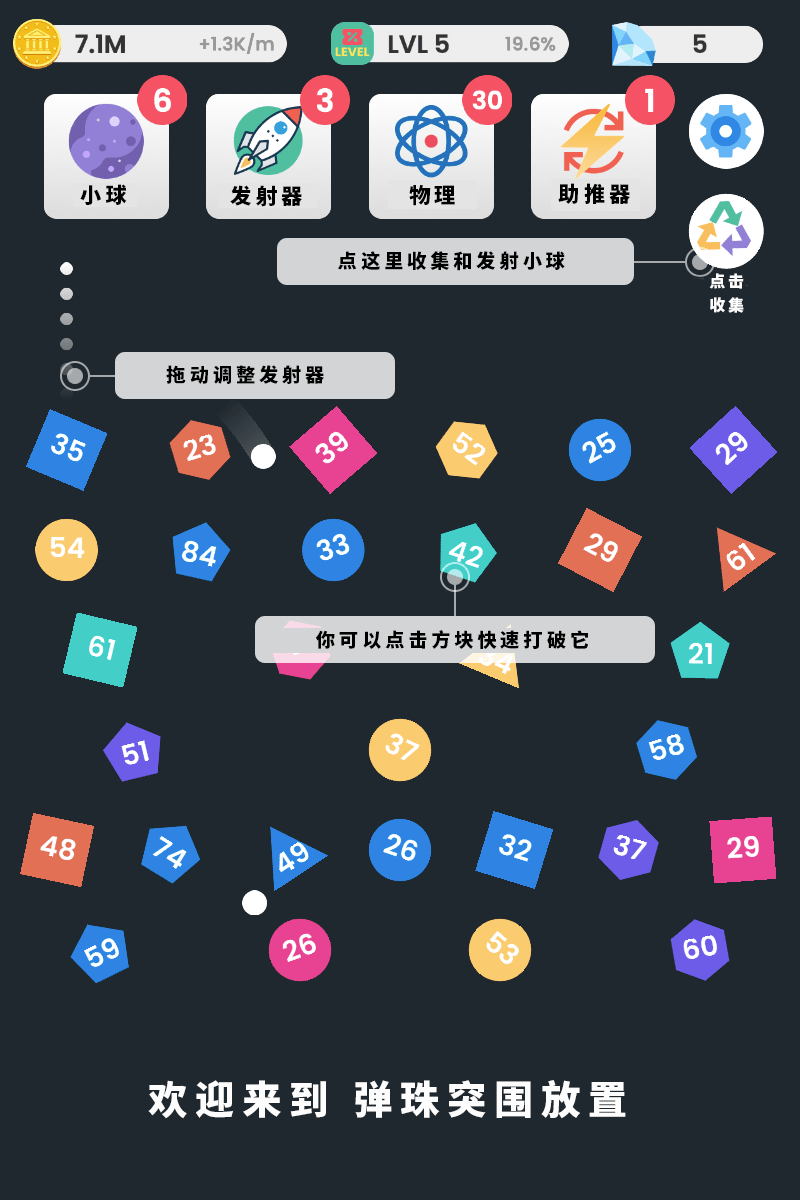 7.1M +1.3K/m LEVEL LVL 5 19.6% 5
6 3 30 1
小球 发射器 物理 助推器
点这里收集和发射小球
点击
收集
拖动调整发射器
35 23 39 52 25 29
54 84 33 42 29 61
61 21
你可以点击方块快速打破它
51 37 58
48 74 49 26 32 37 29
59 26 53 60
欢迎来到 弹珠突围放置